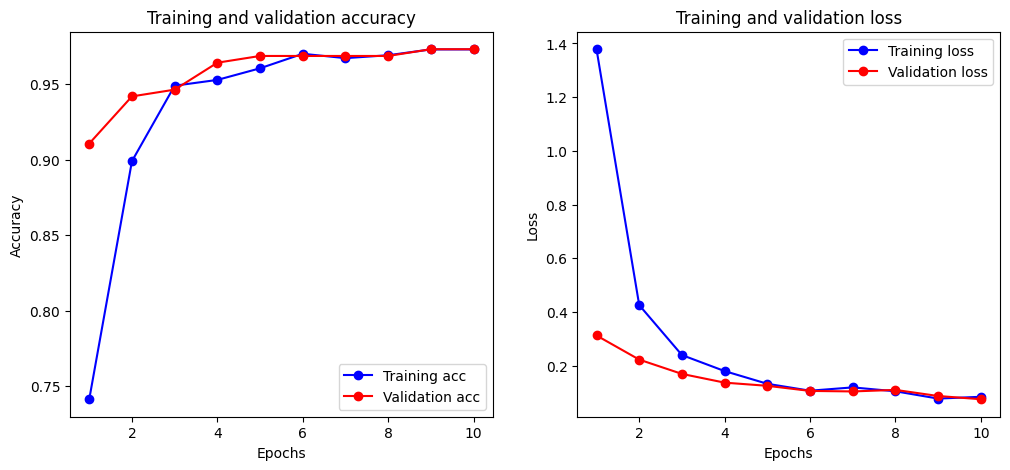 Training and validation accuracy
0.95
0.90
0.85
0.80
0.75
Accuracy
Training acc
Validation acc
2
4
6
8
10
Epochs
Training and validation loss
1.4
1.2
1.0
0.8
0.6
0.4
0.2
Loss
Training loss
Validation loss
2
4
6
8
10
Epochs